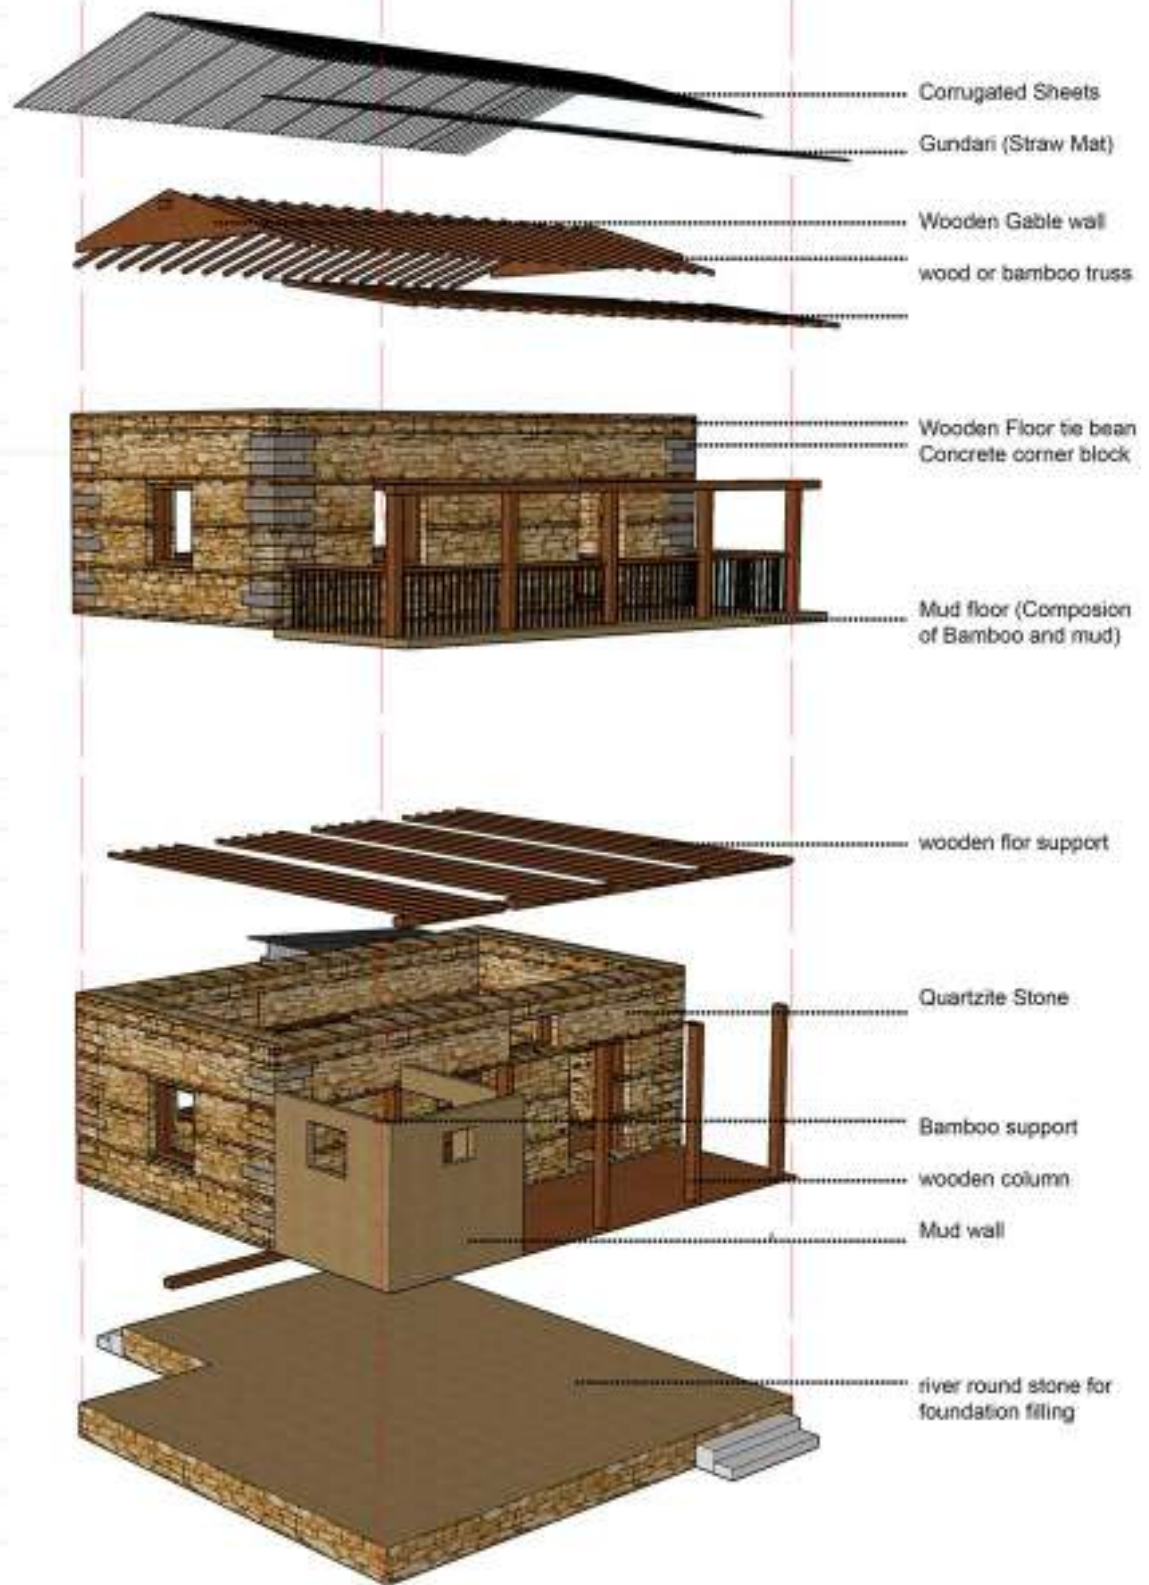 Corrugated Sheets
Gundari (Straw Mat)
Wooden Gable wall
wood or bamboo truss
Wooden Floor tie bean
Concrete corner block
Mud floor (Composion
of Bamboo and mud)
wooden flor support
Quartzite Stone
Bamboo support
wooden column
Mud wall
river round stone for
foundation filling